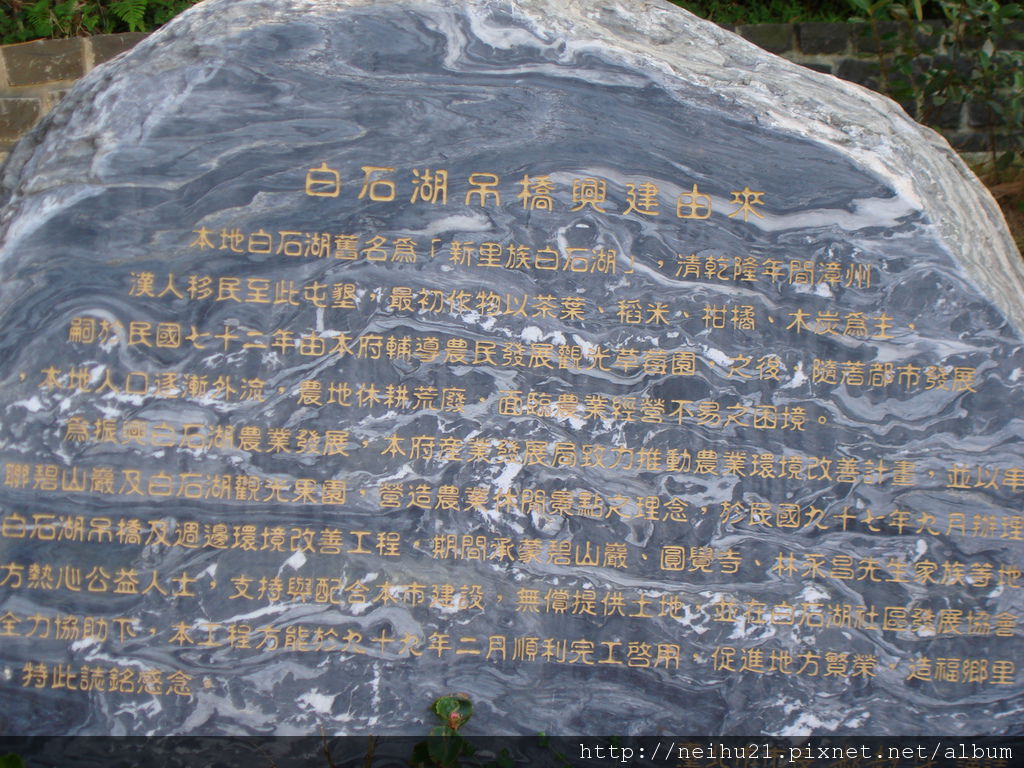 白石湖吊橋興建由來
本地白石湖舊名為「新里族白石湖」，清乾隆年間漳州
漢人移民至此屯墾，最初作物以茶葉、稻米、柑橘、木炭為主，
嗣於民國七十二年由本府輔導農民發展觀光草莓園，之後，隨著都市發展
，本地人口逐漸外流，農地休耕荒廢，面臨農業經營不易之困境。
為振興白石湖農業發展，本府產業發展局致力推動農業環境改善計畫，並以串
聯碧山巖及白石湖觀光果園，營造農業休閒景點之理念，於民國九十七年九月辦理
白石湖吊橋及週邊環境改善工程。期間承蒙碧山巖、圓覺寺、林永昌先生家族等地
方熱心公益人士，支持與配合本市建設，無償提供土地，並在白石湖社區發展協會
全力協助下，本工程方能於九十九年二月順利完工啓用、促進地方繁榮，造福鄉里
，特此誌銘感念。
http://neihu21.pixnet.net/album